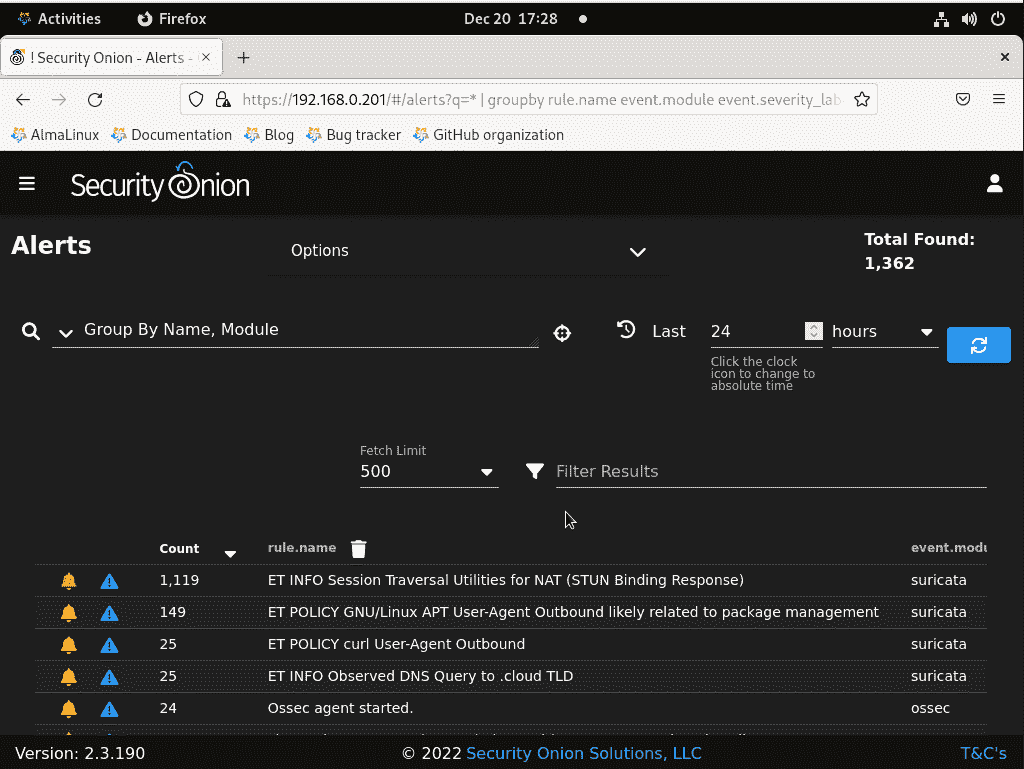 Activities Firefox Dec 20 17:28
! Security Onion - Alerts -
https://192.168.0.201/#/alerts?q=* | groupby rule.name event.module event.severity_lab
AlmaLinux Documentation Blog Bug tracker GitHub organization
Security Onion
Alerts
Options
Total Found:
1,362
Group By Name, Module
Last 24 hours
Click the clock
icon to change to
absolute time
Fetch Limit
500
Filter Results
Count rule.name event.modu
1,119 ET INFO Session Traversal Utilities for NAT (STUN Binding Response) suricata
149 ET POLICY GNU/Linux APT User-Agent Outbound likely related to package management suricata
25 ET POLICY curl User-Agent Outbound suricata
25 ET INFO Observed DNS Query to .cloud TLD suricata
24 Ossec agent started. ossec
Version: 2.3.190 © 2022 Security Onion Solutions, LLC T&C's